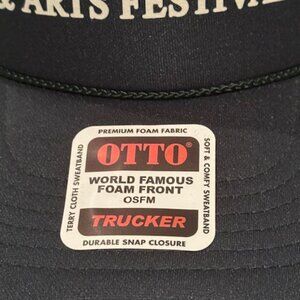 & ARTS FESTIVAL
PREMIUM FOAM FABRIC
TERRY CLOTH SWEATBAND
OTTO®
WORLD FAMOUS
FOAM FRONT
OSFM
TRUCKER
SOFT & COMFY SWEATBAND
DURABLE SNAP CLOSURE